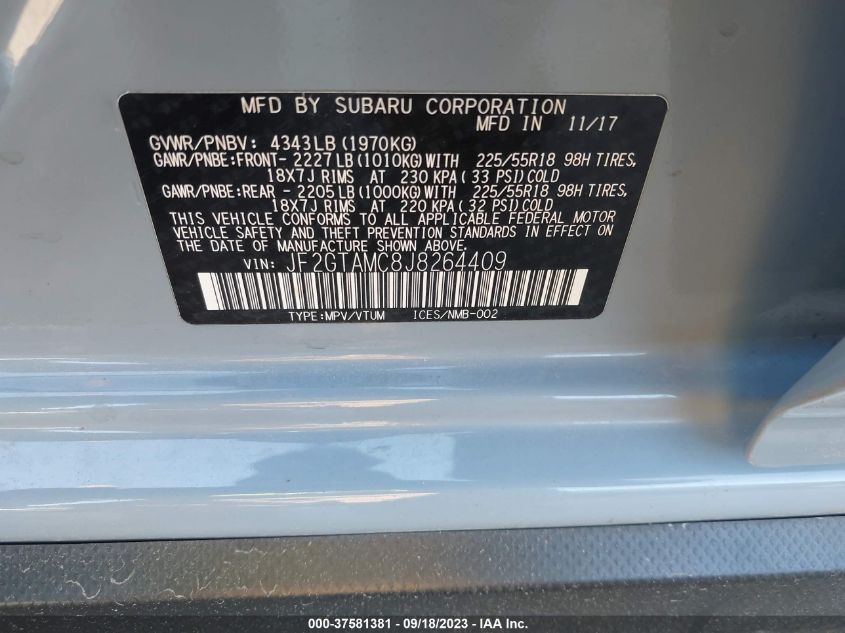 MFD BY SUBARU CORPORATION
MFD IN 11/17
GVWR/PNBV: 4343LB(1970KG)
GAWR/PNBE:FRONT-2227LB(1010KG)WITH 225/55R18 98H TIRES,
18X7J RIMS AT 230 KPA(33 PSI)COLD
GAWR/PNBE:REAR -2205LB(1000KG)WITH 225/55R18 98H TIRES,
18X7J RIMS AT 220 KPA(32 PSI)COLD
THIS VEHICLE CONFORMS TO ALL APPLICABLE FEDERAL MOTOR
VEHICLE SAFETY AND THEFT PREVENTION STANDARDS IN EFFECT ON
THE DATE OF MANUFACTURE SHOWN ABOVE.
VIN: JF2GTAMC8J8264409
TYPE:MPV/VTUM ICES/NMB-002
000-37581381 - 09/18/2023 - Copyright © 2023 IAA, Inc.